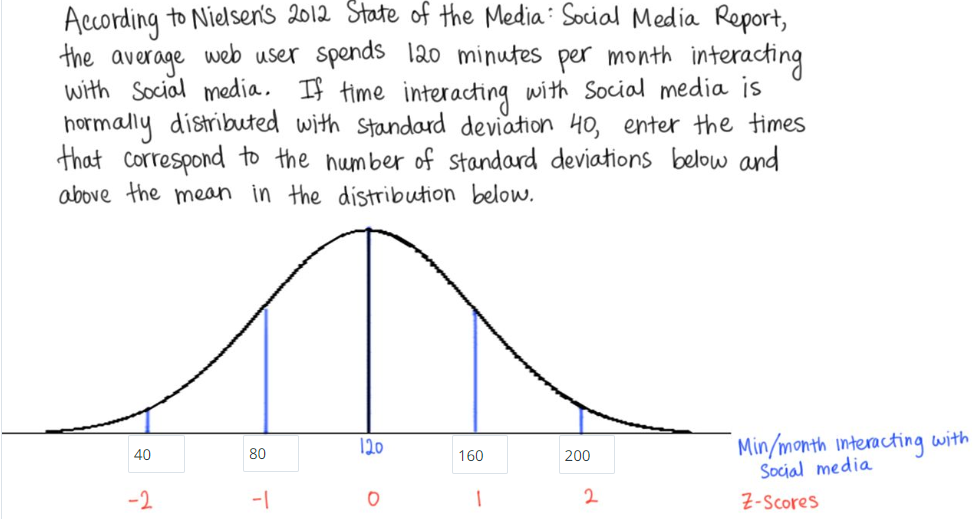 According to Nielsen's 2012 State of the Media: Social Media Report,
the average web user spends 120 minutes per month interacting
with Social media. If time interacting with Social media is
normally distributed with standard deviation 40, enter the times
that correspond to the number of standard deviations below and
above the mean in the distribution below.
40 80 120 160 200 Min/month interacting with
Social media
-2 -1 0 1 2 Z-Scores